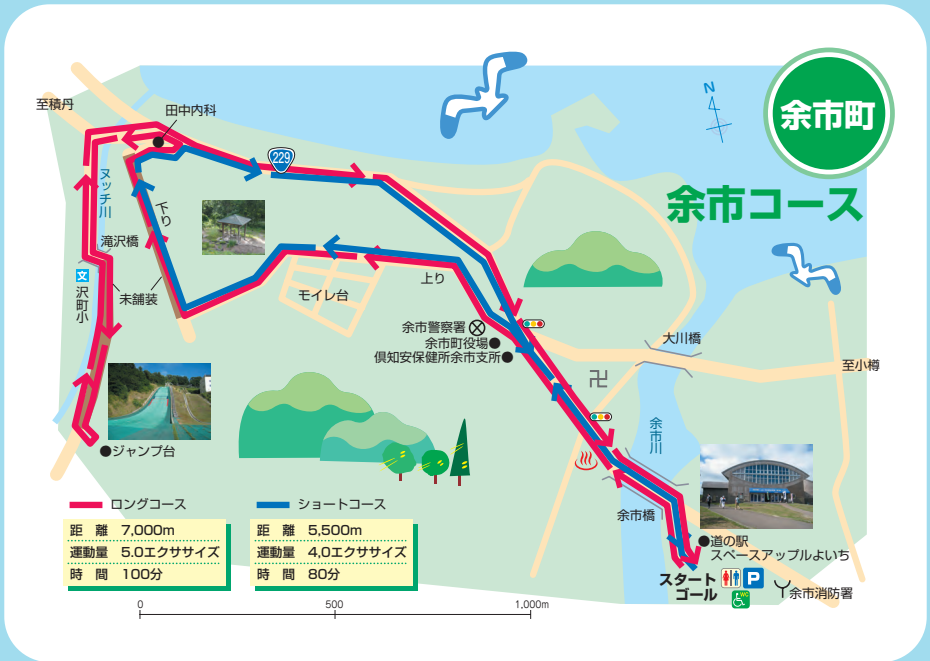 余市町
余市コース
N
至積丹
田中内科
229
ヌッチ川
下り
滝沢橋
文
沢町小
未舗装
モイレ台
上り
余市警察署
余市町役場
倶知安保健所余市支所
大川橋
至小樽
余市川
ジャンプ台
余市橋
道の駅
スペースアップルよいち
スタート
ゴール
P
WC
余市消防署
ロングコース
距 離 7,000m
運動量 5.0エクササイズ
時 間 100分
ショートコース
距 離 5,500m
運動量 4,0エクササイズ
時 間 80分
0 500 1,000m